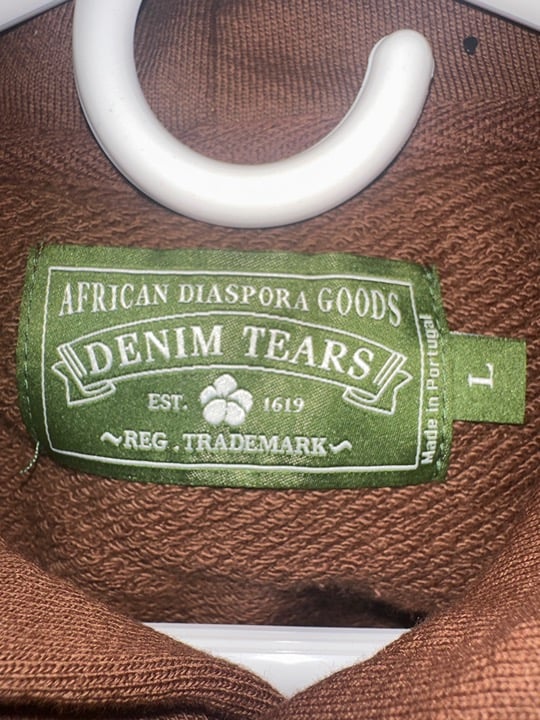 AFRICAN DIASPORA GOODS
DENIM TEARS
EST. 1619
~REG.TRADEMARK~
Made in Portugal
L